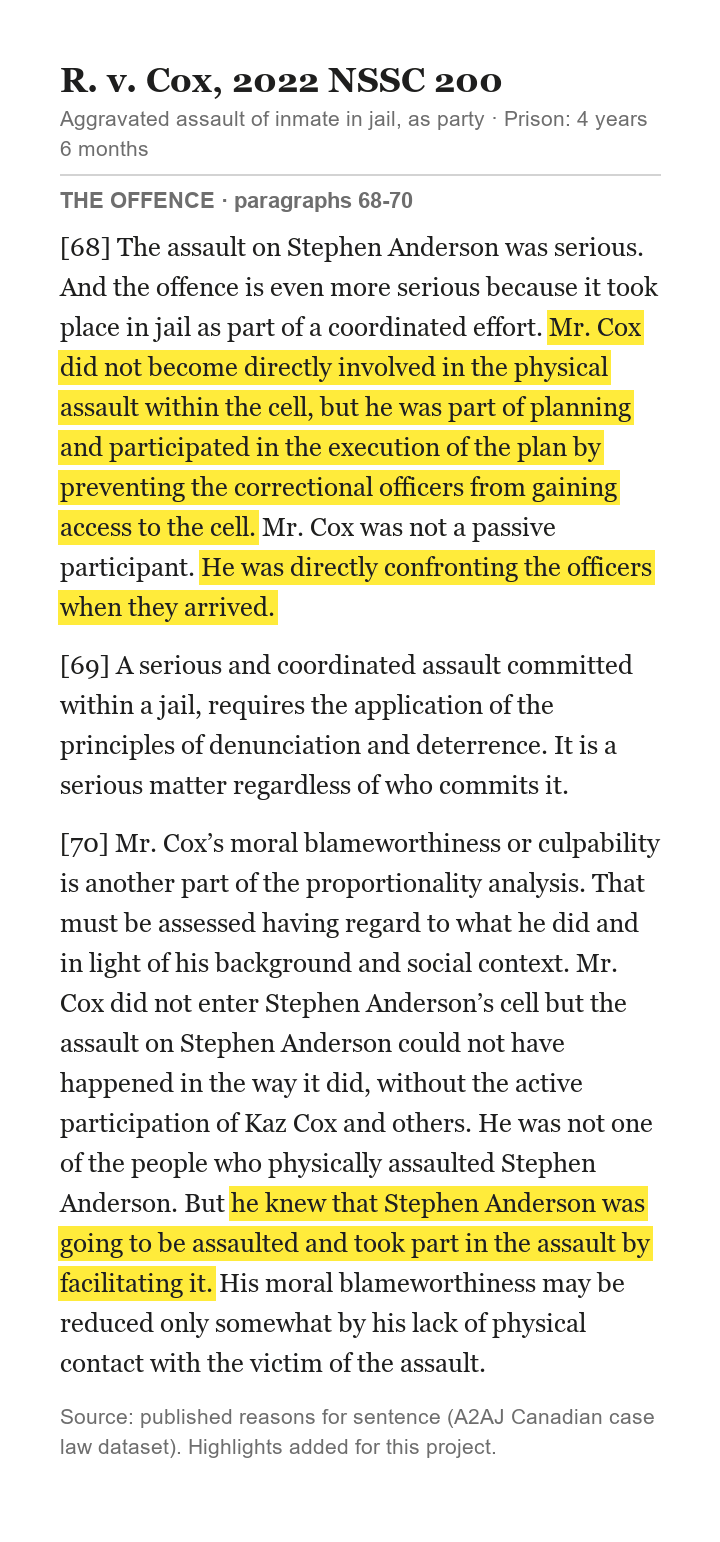 R. v. Cox, 2022 NSSC 200
Aggravated assault of inmate in jail, as party · Prison: 4 years
6 months
THE OFFENCE · paragraphs 68-70
[68] The assault on Stephen Anderson was serious.
And the offence is even more serious because it took
place in jail as part of a coordinated effort. Mr. Cox
did not become directly involved in the physical
assault within the cell, but he was part of planning
and participated in the execution of the plan by
preventing the correctional officers from gaining
access to the cell. Mr. Cox was not a passive
participant. He was directly confronting the officers
when they arrived.
[69] A serious and coordinated assault committed
within a jail, requires the application of the
principles of denunciation and deterrence. It is a
serious matter regardless of who commits it.
[70] Mr. Cox’s moral blameworthiness or culpability
is another part of the proportionality analysis. That
must be assessed having regard to what he did and
in light of his background and social context. Mr.
Cox did not enter Stephen Anderson’s cell but the
assault on Stephen Anderson could not have
happened in the way it did, without the active
participation of Kaz Cox and others. He was not one
of the people who physically assaulted Stephen
Anderson. But he knew that Stephen Anderson was
going to be assaulted and took part in the assault by
facilitating it. His moral blameworthiness may be
reduced only somewhat by his lack of physical
contact with the victim of the assault.
Source: published reasons for sentence (A2AJ Canadian case
law dataset). Highlights added for this project.